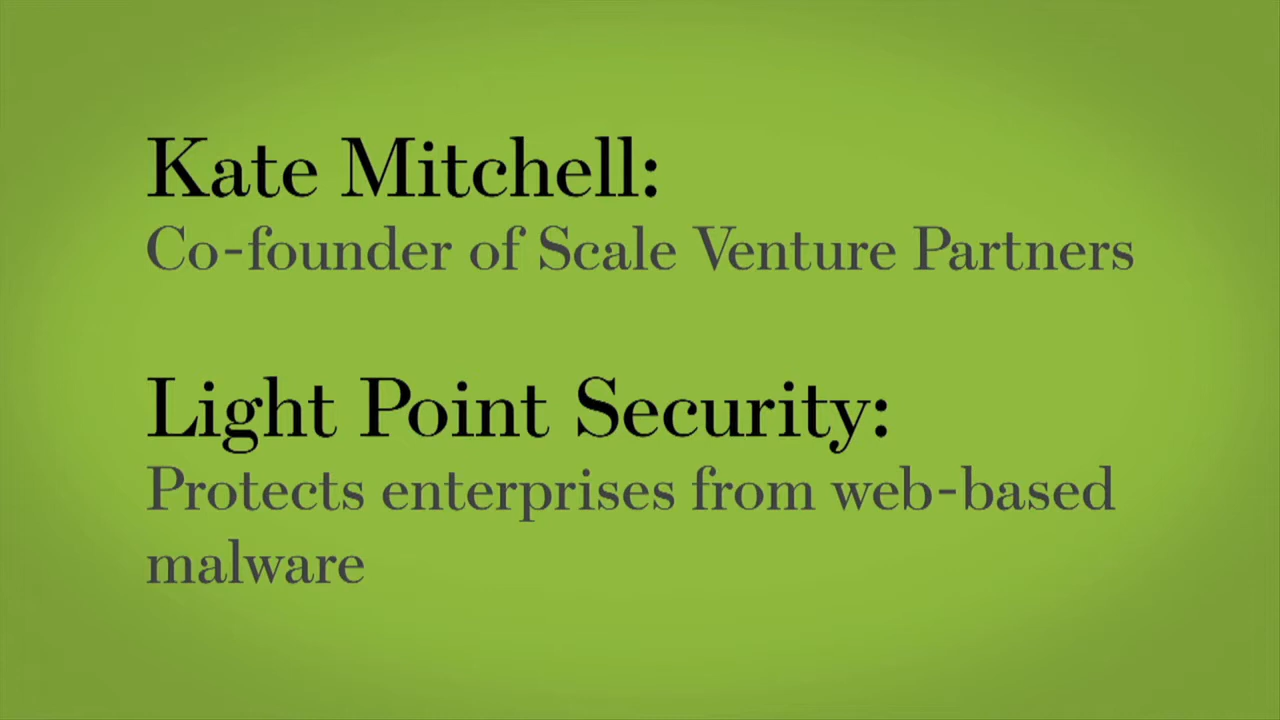 Kate Mitchell:
Co-founder of Scale Venture Partners
Light Point Security:
Protects enterprises from web-based
malware